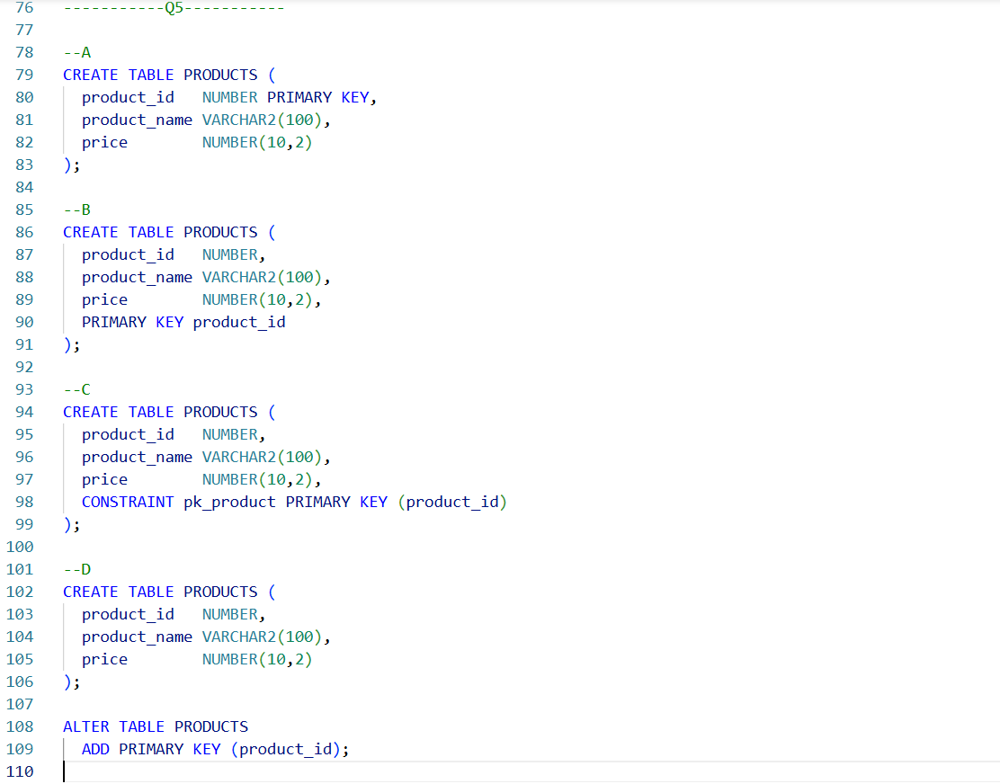 76 -----------Q5-----------
77
78 --A
79 CREATE TABLE PRODUCTS (
80   product_id   NUMBER PRIMARY KEY,
81   product_name VARCHAR2(100),
82   price        NUMBER(10,2)
83 );
84
85 --B
86 CREATE TABLE PRODUCTS (
87   product_id   NUMBER,
88   product_name VARCHAR2(100),
89   price        NUMBER(10,2),
90   PRIMARY KEY product_id
91 );
92
93 --C
94 CREATE TABLE PRODUCTS (
95   product_id   NUMBER,
96   product_name VARCHAR2(100),
97   price        NUMBER(10,2),
98   CONSTRAINT pk_product PRIMARY KEY (product_id)
99 );
100
101 --D
102 CREATE TABLE PRODUCTS (
103   product_id   NUMBER,
104   product_name VARCHAR2(100),
105   price        NUMBER(10,2)
106 );
107
108 ALTER TABLE PRODUCTS
109   ADD PRIMARY KEY (product_id);
110